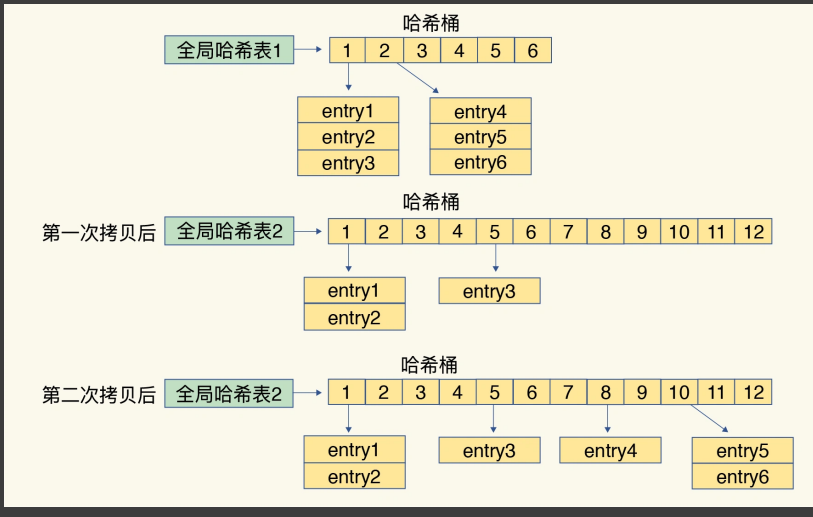 哈希桶
全局哈希表1 1 2 3 4 5 6
entry1 entry4
entry2 entry5
entry3 entry6
哈希桶
第一次拷贝后 全局哈希表2 1 2 3 4 5 6 7 8 9 10 11 12
entry1 entry3
entry2
哈希桶
第二次拷贝后 全局哈希表2 1 2 3 4 5 6 7 8 9 10 11 12
entry1 entry3 entry4 entry5
entry2 entry6